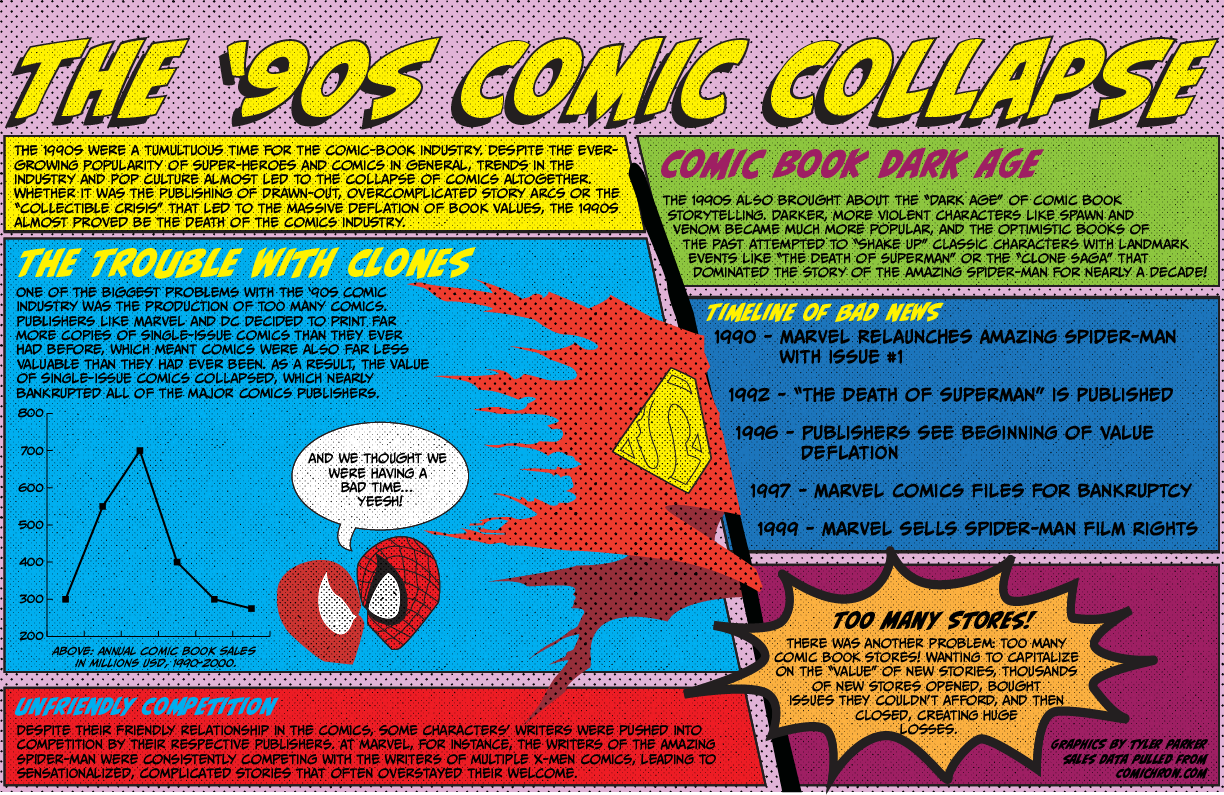 THE '90S COMIC COLLAPSE
THE 1990S WERE A TUMULTUOUS TIME FOR THE COMIC-BOOK INDUSTRY. DESPITE THE EVER-
GROWING POPULARITY OF SUPER-HEROES AND COMICS IN GENERAL, TRENDS IN THE
INDUSTRY AND POP CULTURE ALMOST LED TO THE COLLAPSE OF COMICS ALTOGETHER.
WHETHER IT WAS THE PUBLISHING OF DRAWN-OUT, OVERCOMPLICATED STORY ARCS OR THE
"COLLECTIBLE CRISIS" THAT LED TO THE MASSIVE DEFLATION OF BOOK VALUES, THE 1990S
ALMOST PROVED BE THE DEATH OF THE COMICS INDUSTRY.
THE TROUBLE WITH CLONES
ONE OF THE BIGGEST PROBLEMS WITH THE '90S COMIC
INDUSTRY WAS THE PRODUCTION OF TOO MANY COMICS.
PUBLISHERS LIKE MARVEL AND DC DECIDED TO PRINT FAR
MORE COPIES OF SINGLE-ISSUE COMICS THAN THEY EVER
HAD BEFORE, WHICH MEANT COMICS WERE ALSO FAR LESS
VALUABLE THAN THEY HAD EVER BEEN. AS A RESULT, THE VALUE
OF SINGLE-ISSUE COMICS COLLAPSED, WHICH NEARLY
BANKRUPTED ALL OF THE MAJOR COMICS PUBLISHERS.
800
700
600
500
400
300
200
ABOVE: ANNUAL COMIC BOOK SALES
IN MILLIONS USD, 1990-2000.
AND WE THOUGHT WE
WERE HAVING A
BAD TIME...
YEESH!
S
UNFRIENDLY COMPETITION
DESPITE THEIR FRIENDLY RELATIONSHIP IN THE COMICS, SOME CHARACTERS' WRITERS WERE PUSHED INTO
COMPETITION BY THEIR RESPECTIVE PUBLISHERS. AT MARVEL, FOR INSTANCE, THE WRITERS OF THE AMAZING
SPIDER-MAN WERE CONSISTENTLY COMPETING WITH THE WRITERS OF MULTIPLE X-MEN COMICS, LEADING TO
SENSATIONALIZED, COMPLICATED STORIES THAT OFTEN OVERSTAYED THEIR WELCOME.
COMIC BOOK DARK AGE
THE 1990S ALSO BROUGHT ABOUT THE "DARK AGE" OF COMIC BOOK
STORYTELLING. DARKER, MORE VIOLENT CHARACTERS LIKE SPAWN AND
VENOM BECAME MUCH MORE POPULAR, AND THE OPTIMISTIC BOOKS OF
THE PAST ATTEMPTED TO "SHAKE UP" CLASSIC CHARACTERS WITH LANDMARK
EVENTS LIKE "THE DEATH OF SUPERMAN" OR THE "CLONE SAGA" THAT
DOMINATED THE STORY OF THE AMAZING SPIDER-MAN FOR NEARLY A DECADE!
TIMELINE OF BAD NEWS
1990 - MARVEL RELAUNCHES AMAZING SPIDER-MAN
WITH ISSUE #1
1992 - "THE DEATH OF SUPERMAN" IS PUBLISHED
1996 - PUBLISHERS SEE BEGINNING OF VALUE
DEFLATION
1997 - MARVEL COMICS FILES FOR BANKRUPTCY
1999 - MARVEL SELLS SPIDER-MAN FILM RIGHTS
TOO MANY STORES!
THERE WAS ANOTHER PROBLEM: TOO MANY
COMIC BOOK STORES! WANTING TO CAPITALIZE
ON THE "VALUE" OF NEW STORIES, THOUSANDS
OF NEW STORES OPENED, BOUGHT
ISSUES THEY COULDN'T AFFORD, AND THEN
CLOSED, CREATING HUGE
LOSSES.
GRAPHICS BY TYLER PARKER
SALES DATA PULLED FROM
COMICHRON.COM